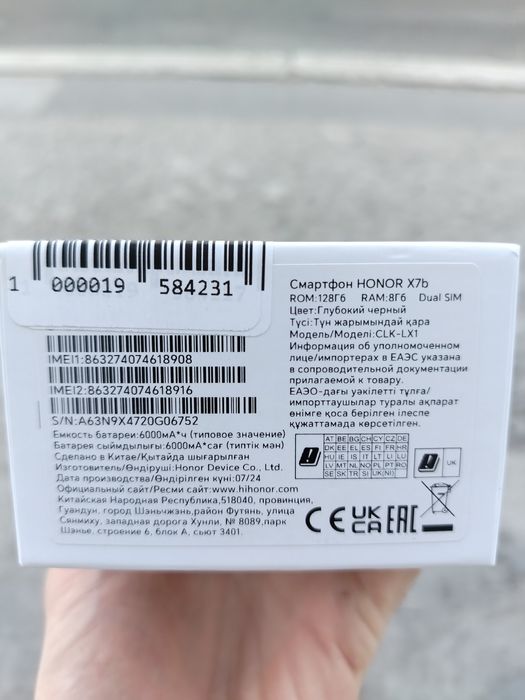 1 000019 584231
IMEI1:863274074618908
IMEI2:863274074618916
S/N:A63N9X4720G06752
Емкость батареи:6000мА*ч (типовое значение)
Батарея сыймдылығы:6000мА*сағ (типтік мән)
Сделано в Китае/Қытайда шығарылған
Изготовитель/Өндіруші:Honor Device Co., Ltd.
Дата производства/Өндірілген күні:07/24
Официальный сайт/Ресми сайт:www.hihonor.com
Китайская Народная Республика,518040, провинция,
Гуандун, город Шэньчжэнь,район Футянь, улица
Сянмиху, западная дорога Хунли, № 8089,парк
Шэнье, строение 6, блок А, сьют 3401.
Смартфон HONOR X7b
ROM:128Гб RAM:8Гб Dual SIM
Цвет:Глубокий черный
Түсі:Түн жарымындай қара
Модель/Моделі:CLK-LX1
Информация об уполномоченном
лице/импортерах в ЕАЭС указана
в сопроводительной документации
прилагаемой к товару.
ЕАЭО-дағы уәкілетті тұлға/
импорттаушылар туралы ақпарат
өнімге қоса берілген ілеспе
құжаттамада көрсетілген.
AT BE BG CH CY CZ DE
DK EE EL ES FI FR HR
HU IE IS IT LT LI LU
LV MT NL NO PL PT RO
SE SK TR SI UK(NI)
UK
CE UK CA EAC